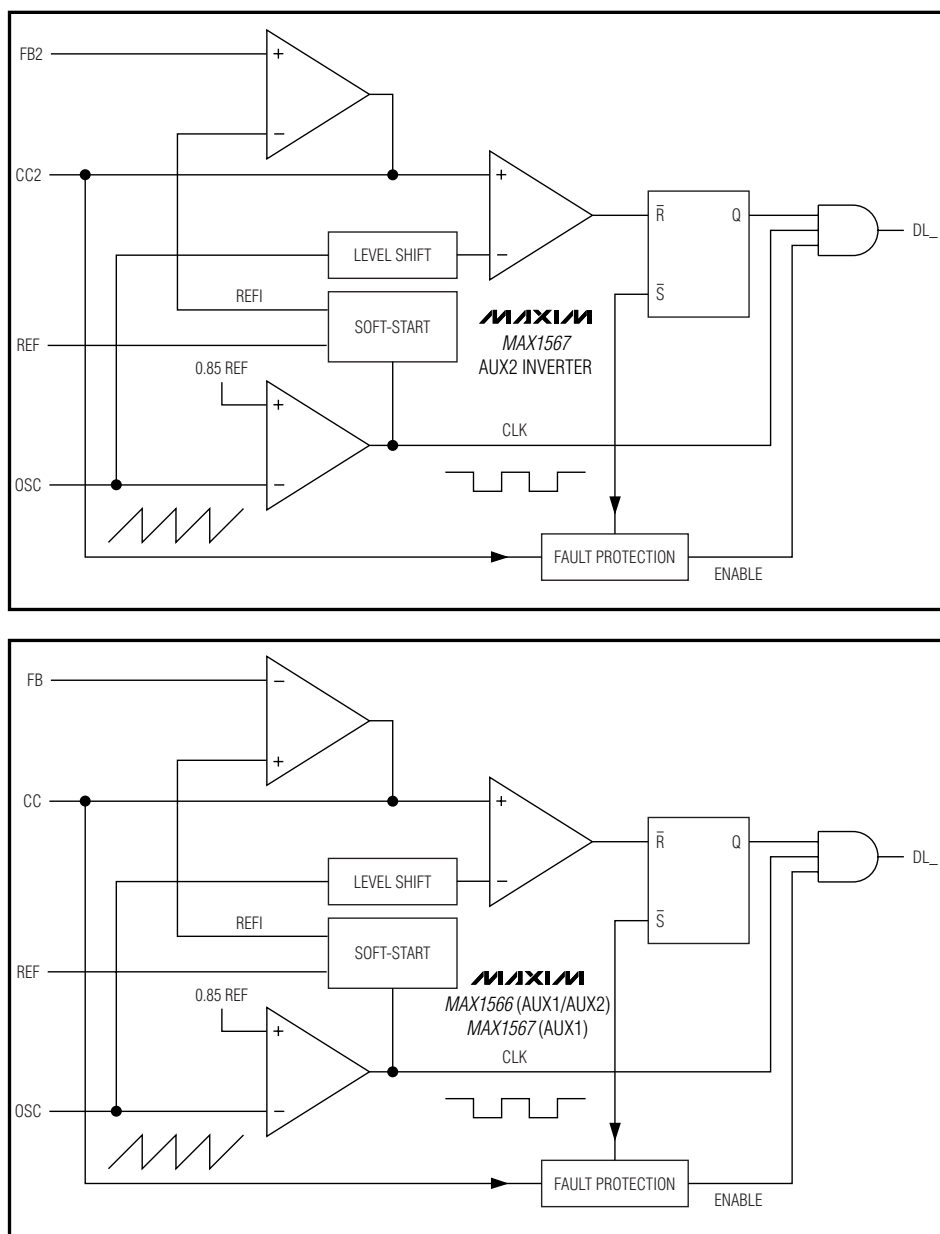 FB2
+
−
CC2
+
−
R̅
Q
DL_
LEVEL SHIFT
S̅
REFI
SOFT-START
MAXIM
MAX1567
AUX2 INVERTER
REF
0.85 REF
+
−
CLK
OSC
FAULT PROTECTION
ENABLE
FB
−
+
CC
+
−
R̅
Q
DL_
LEVEL SHIFT
S̅
REFI
SOFT-START
MAXIM
MAX1566 (AUX1/AUX2)
MAX1567 (AUX1)
REF
0.85 REF
+
−
CLK
OSC
FAULT PROTECTION
ENABLE